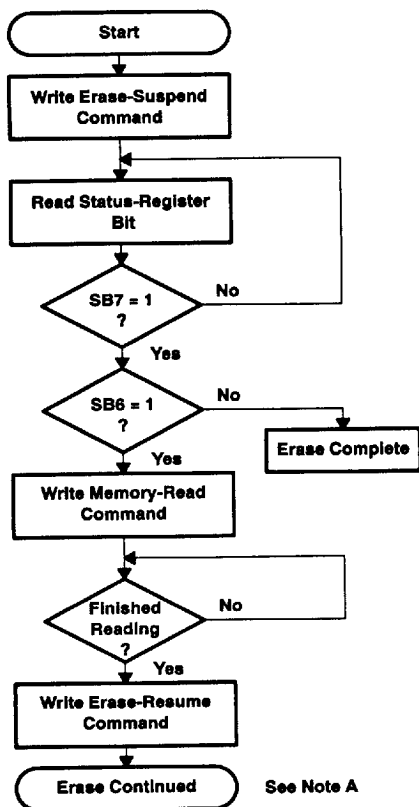 Start
Write Erase-Suspend
Command
Read Status-Register
Bit
SB7 = 1
?
No
Yes
SB6 = 1
?
No
Yes
Erase Complete
Write Memory-Read
Command
Finished
Reading
?
No
Yes
Write Erase-Resume
Command
Erase Continued
See Note A